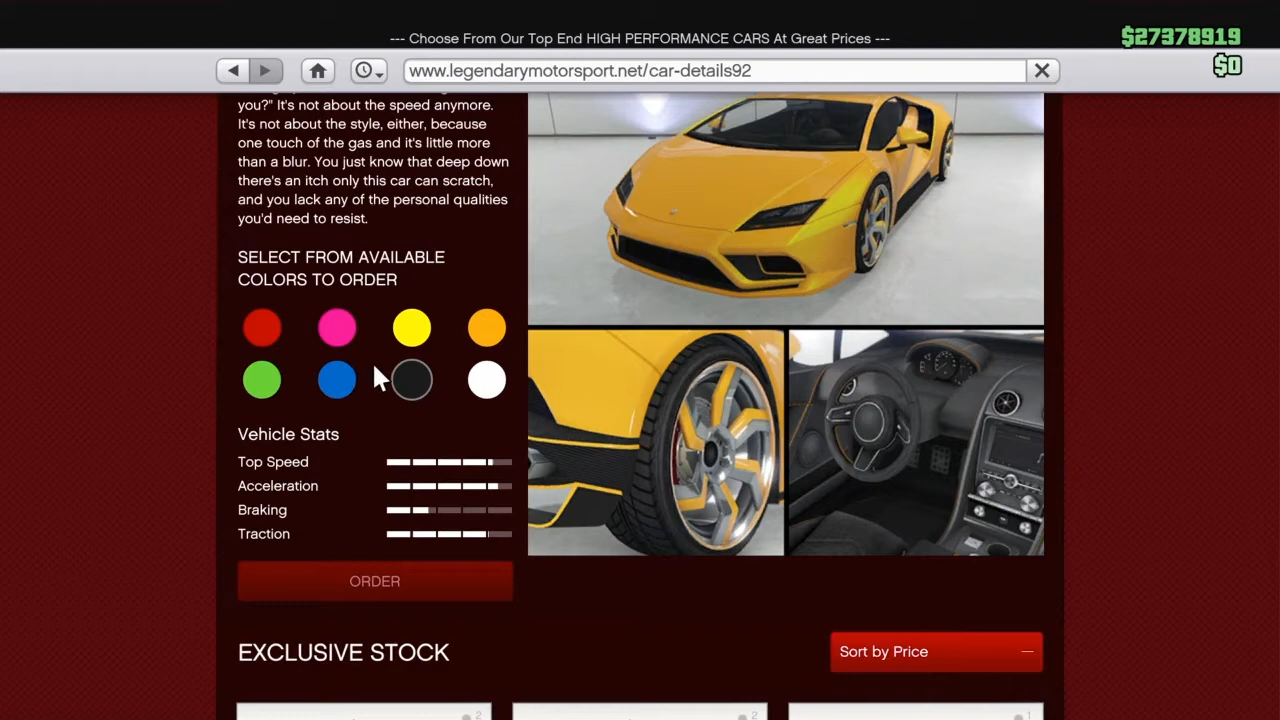 --- Choose From Our Top End HIGH PERFORMANCE CARS At Great Prices ---
$27378919
$0
www.legendarymotorsport.net/car-details92
you?" It's not about the speed anymore.
It's not about the style, either, because
one touch of the gas and it's little more
than a blur. You just know that deep down
there's an itch only this car can scratch,
and you lack any of the personal qualities
you'd need to resist.
SELECT FROM AVAILABLE
COLORS TO ORDER
Vehicle Stats
Top Speed
Acceleration
Braking
Traction
ORDER
EXCLUSIVE STOCK
Sort by Price
2
2
1